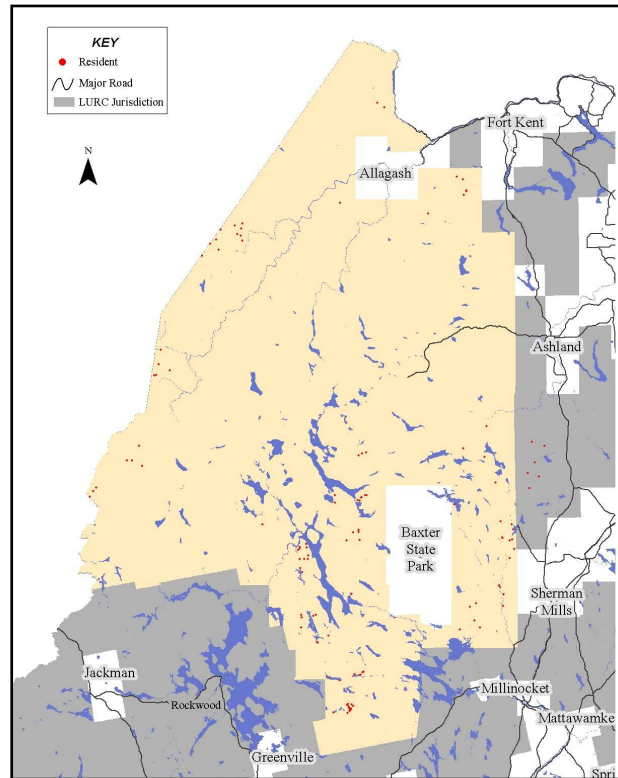 KEY
Resident
Major Road
LURC Jurisdiction
N
Fort Kent
Allagash
Ashland
Baxter
State
Park
Sherman
Mills
Jackman
Rockwood
Millinocket
Mattawamke
Greenville
Spri